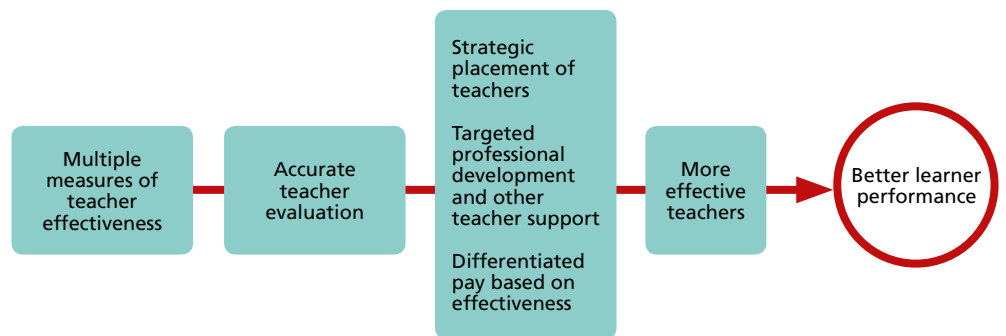 Multiple
measures of
teacher
effectiveness
Accurate
teacher
evaluation
Strategic
placement of
teachers
Targeted
professional
development
and other
teacher support
Differentiated
pay based on
effectiveness
More
effective
teachers
Better learner
performance